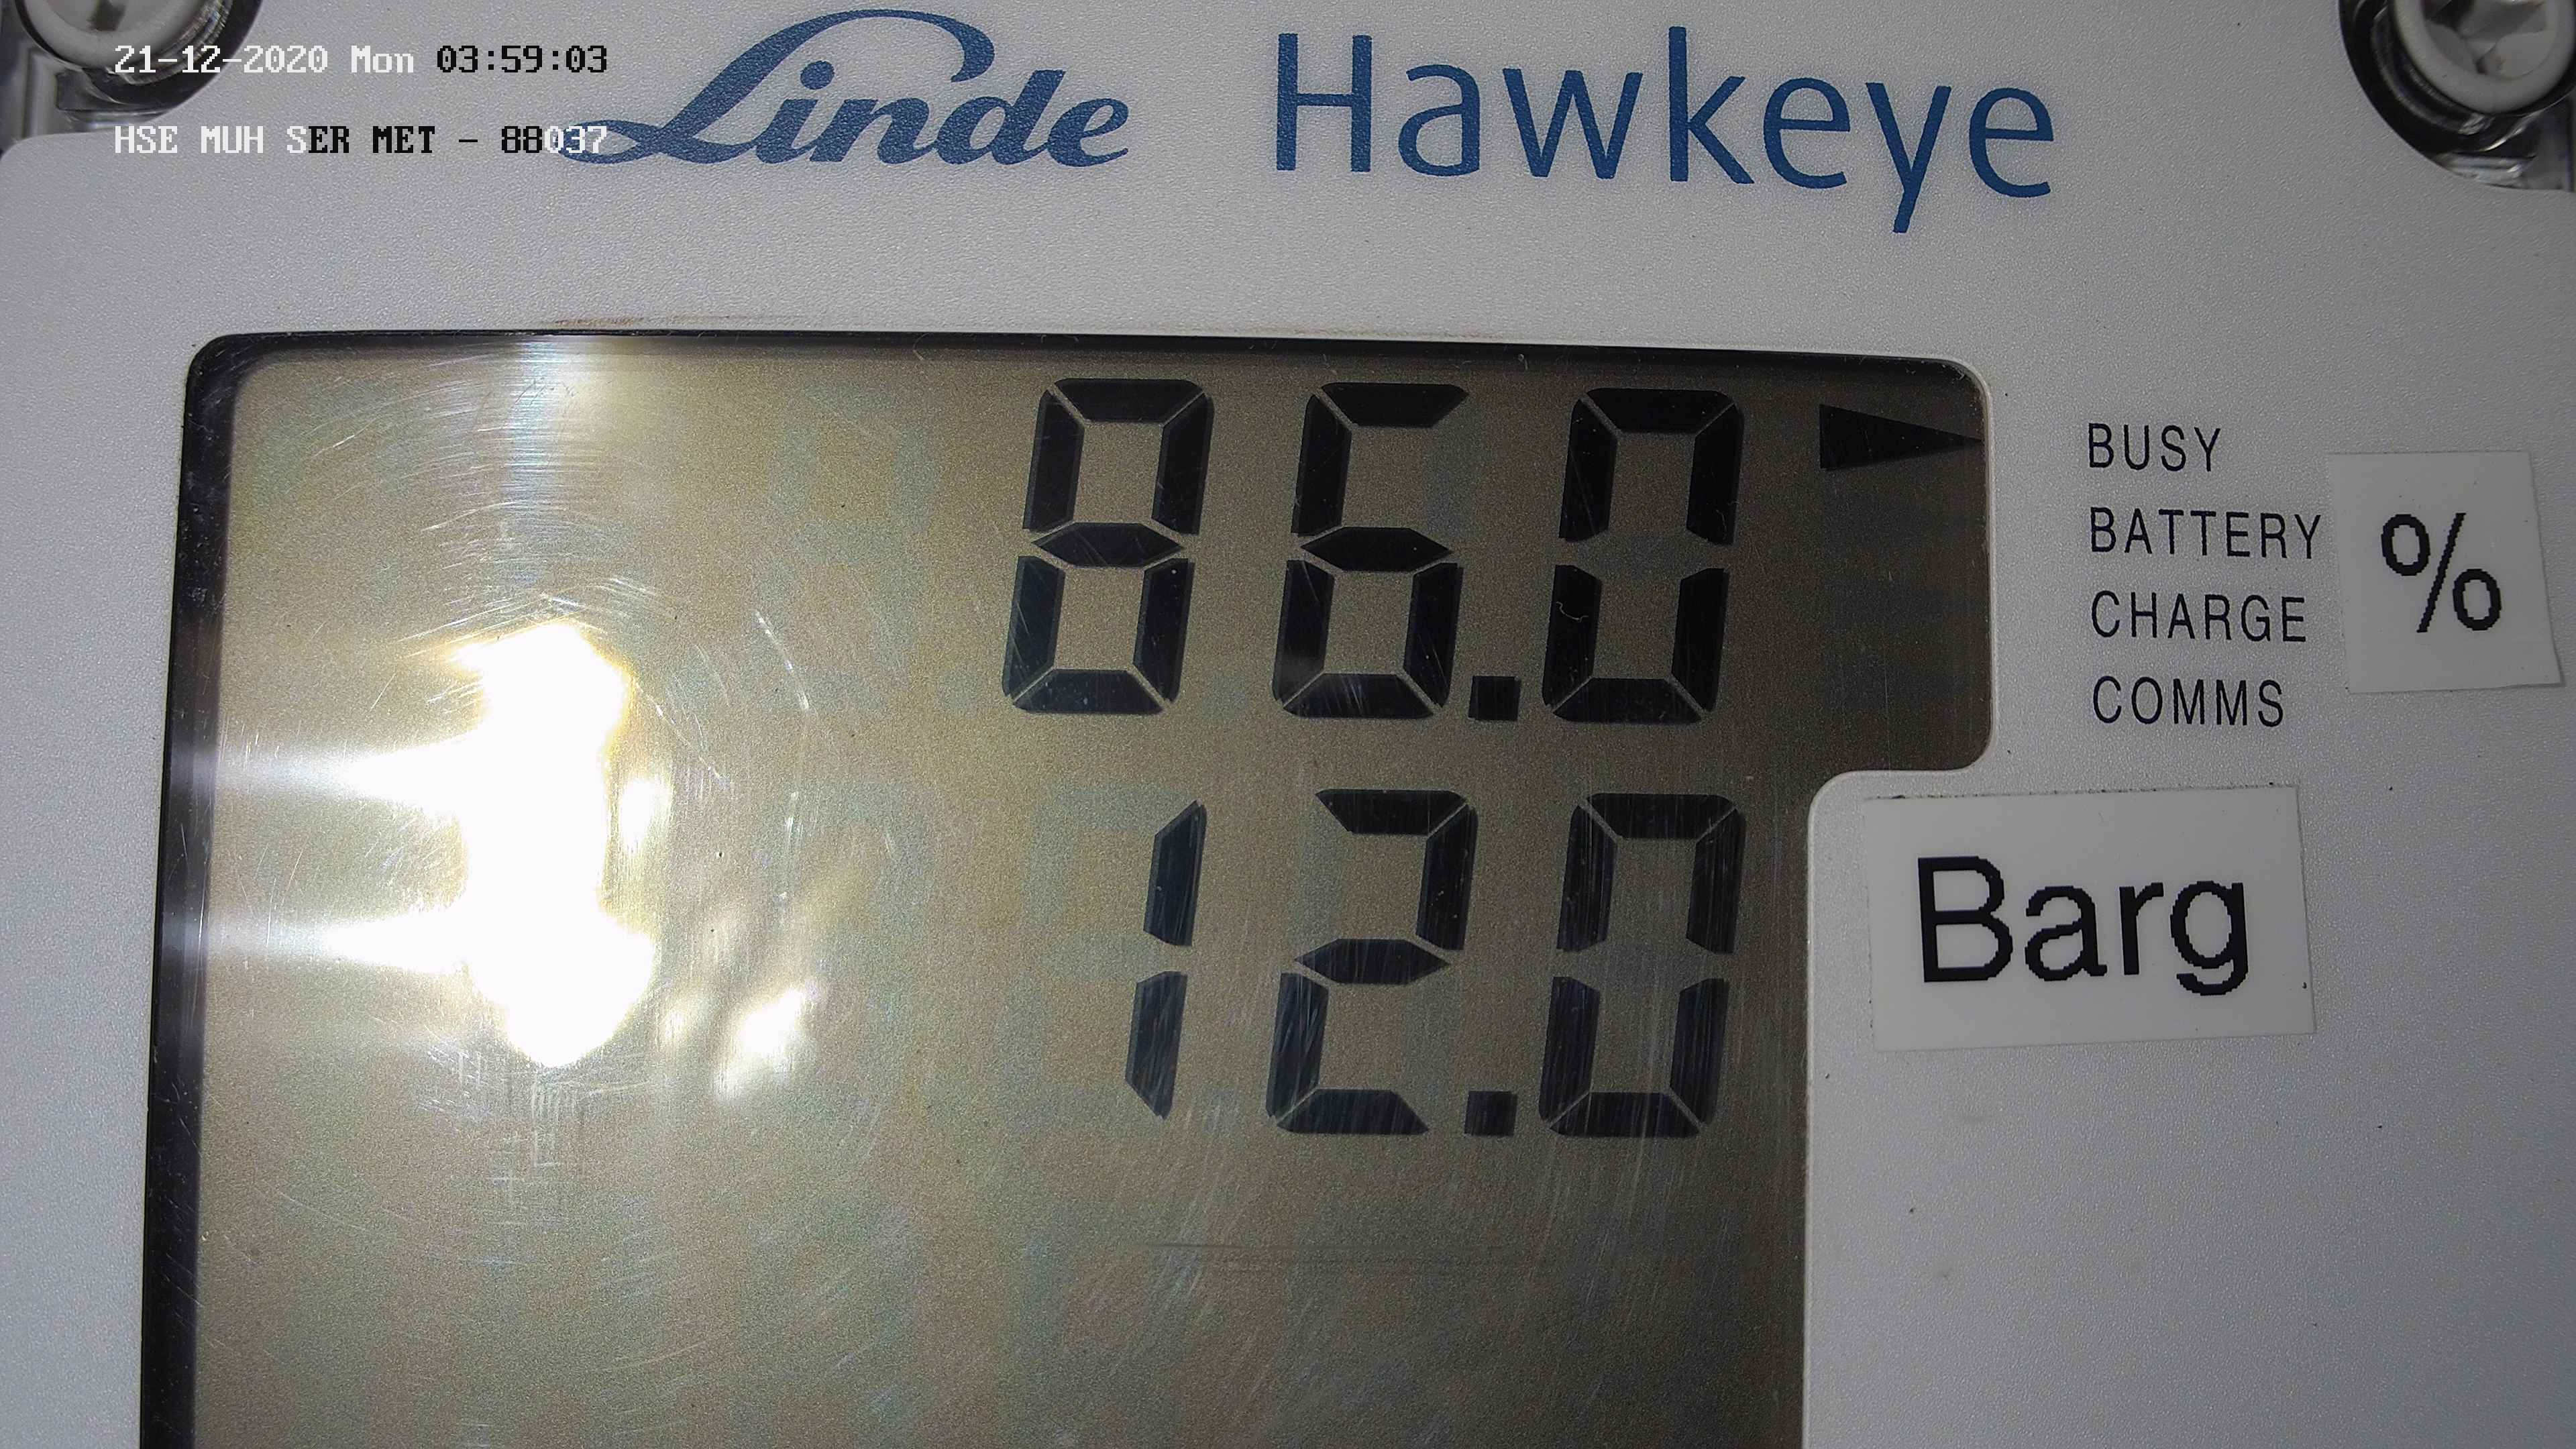 21-12-2020 Mon 03:59:03
HSE MUH SER MET - 88037
Linde Hawkeye
86.0
BUSY
BATTERY
CHARGE
COMMS
%
12.0
Barg